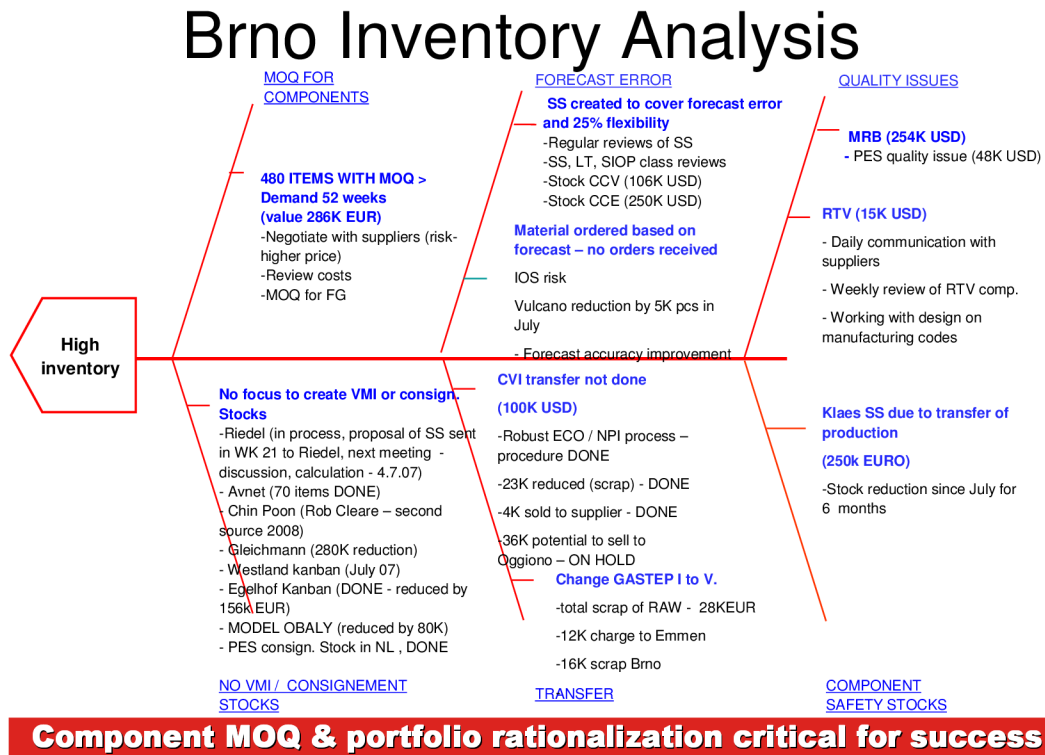 Brno Inventory Analysis
MOQ FOR
COMPONENTS
480 ITEMS WITH MOQ >
Demand 52 weeks
(value 286K EUR)
-Negotiate with suppliers (risk-
higher price)
-Review costs
-MOQ for FG
FORECAST ERROR
SS created to cover forecast error
and 25% flexibility
-Regular reviews of SS
-SS, LT, SIOP class reviews
-Stock CCV (106K USD)
-Stock CCE (250K USD)
Material ordered based on
forecast – no orders received
IOS risk
Vulcano reduction by 5K pcs in
July
- Forecast accuracy improvement
QUALITY ISSUES
MRB (254K USD)
- PES quality issue (48K USD)
RTV (15K USD)
- Daily communication with
suppliers
- Weekly review of RTV comp.
- Working with design on
manufacturing codes
High
inventory
No focus to create VMI or consign.
Stocks
-Riedel (in process, proposal of SS sent
in WK 21 to Riedel, next meeting -
discussion, calculation - 4.7.07)
- Avnet (70 items DONE)
- Chin Poon (Rob Cleare – second
source 2008)
- Gleichmann (280K reduction)
- Westland kanban (July 07)
- Egelhof Kanban (DONE - reduced by
156k EUR)
- MODEL OBALY (reduced by 80K)
- PES consign. Stock in NL , DONE
NO VMI / CONSIGNEMENT
STOCKS
CVI transfer not done
(100K USD)
-Robust ECO / NPI process –
procedure DONE
-23K reduced (scrap) - DONE
-4K sold to supplier - DONE
-36K potential to sell to
Oggiono – ON HOLD
Change GASTEP I to V.
-total scrap of RAW - 28KEUR
-12K charge to Emmen
-16K scrap Brno
TRANSFER
Klaes SS due to transfer of
production
(250k EURO)
-Stock reduction since July for
6 months
COMPONENT
SAFETY STOCKS
Component MOQ & portfolio rationalization critical for success